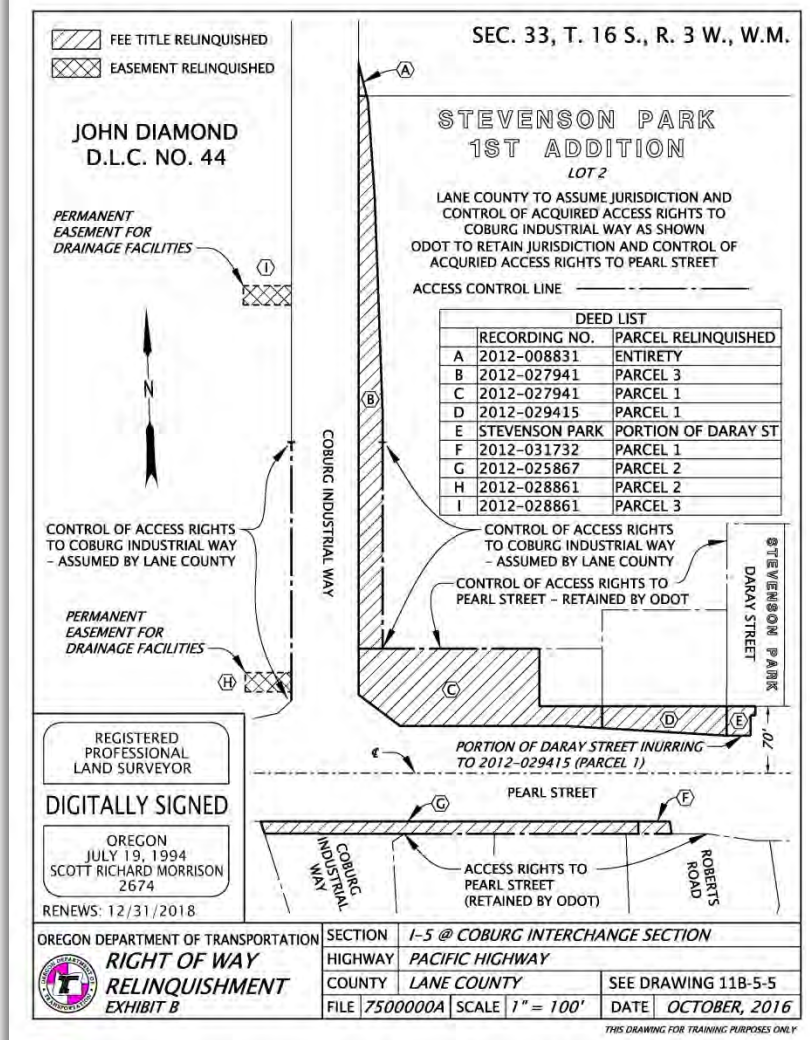 FEE TITLE RELINQUISHED
EASEMENT RELINQUISHED
SEC. 33, T. 16 S., R. 3 W., W.M.
A
JOHN DIAMOND
D.L.C. NO. 44
STEVENSON PARK
1ST ADDITION
LOT 2
LANE COUNTY TO ASSUME JURISDICTION AND
CONTROL OF ACQUIRED ACCESS RIGHTS TO
COBURG INDUSTRIAL WAY AS SHOWN
ODOT TO RETAIN JURISDICTION AND CONTROL OF
ACQURIED ACCESS RIGHTS TO PEARL STREET
ACCESS CONTROL LINE
PERMANENT
EASEMENT FOR
DRAINAGE FACILITIES
I
DEED LIST
RECORDING NO. PARCEL RELINQUISHED
A 2012-008831 ENTIRETY
B 2012-027941 PARCEL 3
C 2012-027941 PARCEL 1
D 2012-029415 PARCEL 1
E STEVENSON PARK PORTION OF DARAY ST
F 2012-031732 PARCEL 1
G 2012-025867 PARCEL 2
H 2012-028861 PARCEL 2
I 2012-028861 PARCEL 3
N
B
COBURG INDUSTRIAL WAY
CONTROL OF ACCESS RIGHTS
TO COBURG INDUSTRIAL WAY
- ASSUMED BY LANE COUNTY
CONTROL OF ACCESS RIGHTS
TO COBURG INDUSTRIAL WAY
- ASSUMED BY LANE COUNTY
CONTROL OF ACCESS RIGHTS TO
PEARL STREET - RETAINED BY ODOT
STEVENSON PARK
DARAY STREET
PERMANENT
EASEMENT FOR
DRAINAGE FACILITIES
H
C
D
E
70'
PORTION OF DARAY STREET INURRING
TO 2012-029415 (PARCEL 1)
℄
PEARL STREET
G
F
COBURG
INDUSTRIAL
WAY
ACCESS RIGHTS TO
PEARL STREET
(RETAINED BY ODOT)
ROBERTS
ROAD
REGISTERED
PROFESSIONAL
LAND SURVEYOR
DIGITALLY SIGNED
OREGON
JULY 19, 1994
SCOTT RICHARD MORRISON
2674
RENEWS: 12/31/2018
OREGON DEPARTMENT OF TRANSPORTATION
RIGHT OF WAY
RELINQUISHMENT
EXHIBIT B
OREGON DEPARTMENT OF TRANSPORTATION
SECTION I-5 @ COBURG INTERCHANGE SECTION
HIGHWAY PACIFIC HIGHWAY
COUNTY LANE COUNTY SEE DRAWING 11B-5-5
FILE 7500000A SCALE 1" = 100' DATE OCTOBER, 2016
THIS DRAWING FOR TRAINING PURPOSES ONLY